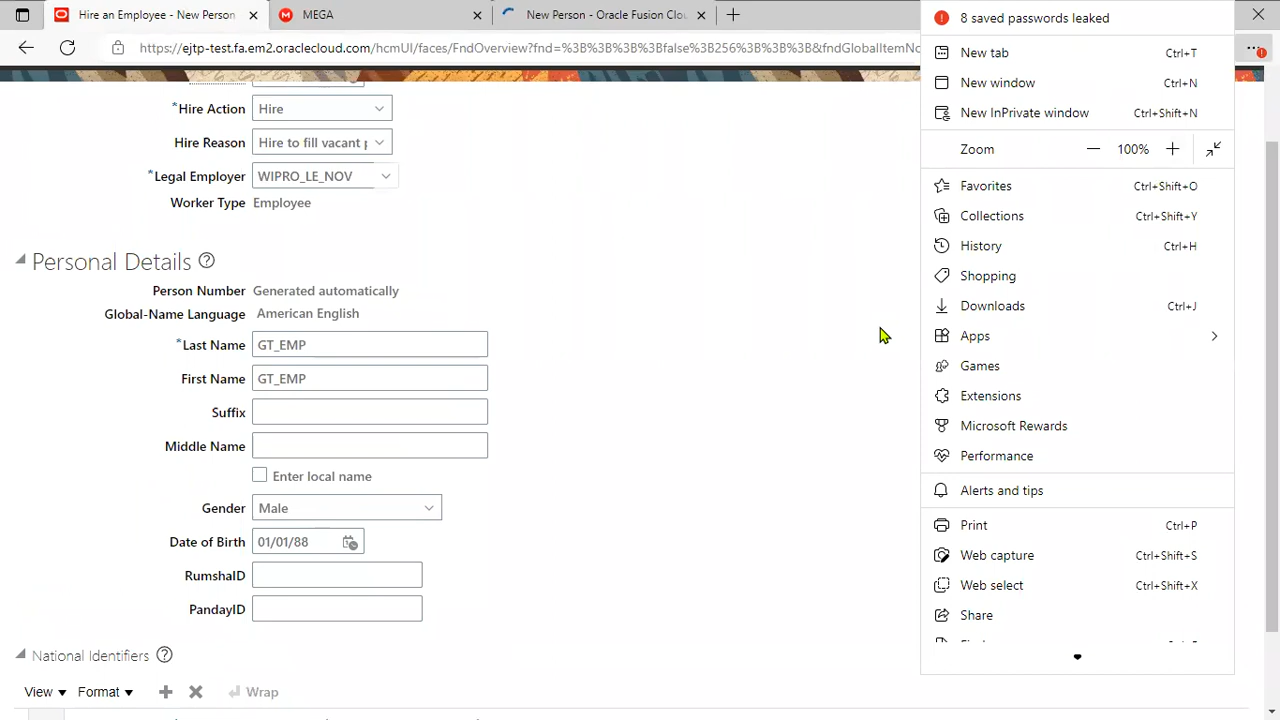 Hire an Employee - New Person
MEGA
New Person - Oracle Fusion Clou
https://ejtp-test.fa.em2.oraclecloud.com/hcmUI/faces/FndOverview?fnd=%3B%3B%3B%3Bfalse%3B256%3B%3B%3B&fndGlobalItemNo
*Hire Action Hire
Hire Reason Hire to fill vacant p
*Legal Employer WIPRO_LE_NOV
Worker Type Employee
Personal Details
Person Number Generated automatically
Global-Name Language American English
*Last Name GT_EMP
First Name GT_EMP
Suffix
Middle Name
Enter local name
Gender Male
Date of Birth 01/01/88
RumshaID
PandayID
National Identifiers
View Format Wrap
8 saved passwords leaked
New tab Ctrl+T
New window Ctrl+N
New InPrivate window Ctrl+Shift+N
Zoom 100%
Favorites Ctrl+Shift+O
Collections Ctrl+Shift+Y
History Ctrl+H
Shopping
Downloads Ctrl+J
Apps
Games
Extensions
Microsoft Rewards
Performance
Alerts and tips
Print Ctrl+P
Web capture Ctrl+Shift+S
Web select Ctrl+Shift+X
Share